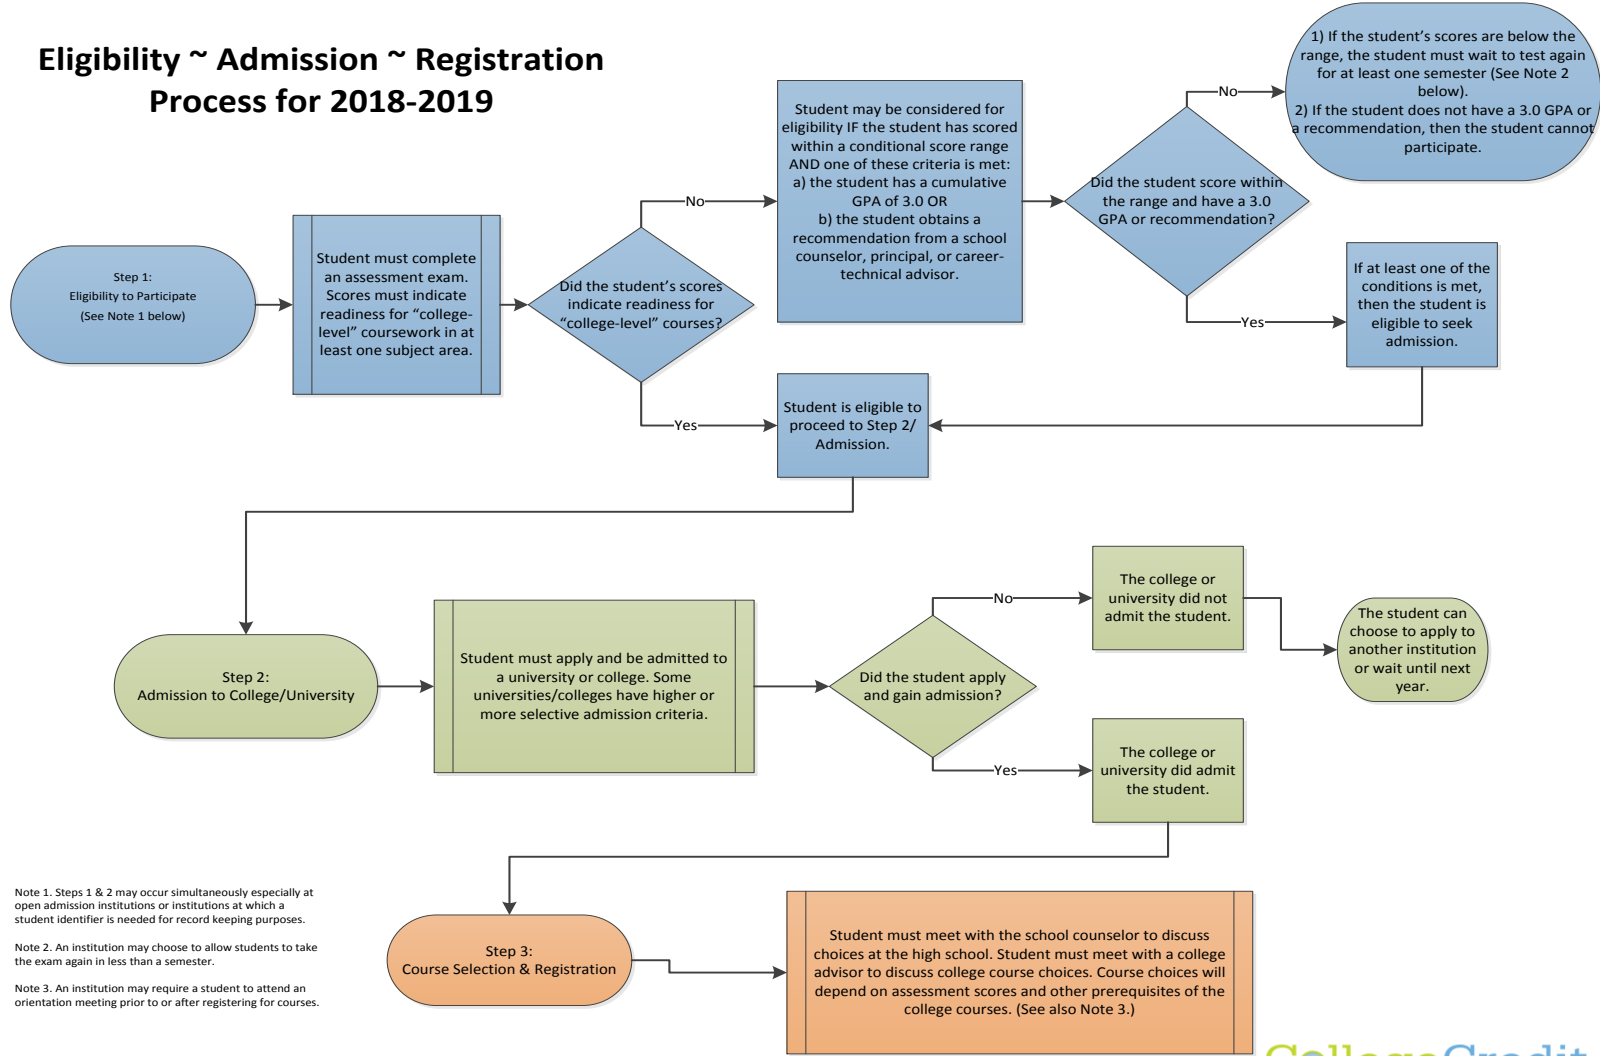 Eligibility ~ Admission ~ Registration
Process for 2018-2019
Step 1:
Eligibility to Participate
(See Note 1 below)
Student must complete
an assessment exam.
Scores must indicate
readiness for “college-
level” coursework in at
least one subject area.
Did the student’s scores
indicate readiness for
“college-level” courses?
No
Yes
Student may be considered for
eligibility IF the student has scored
within a conditional score range
AND one of these criteria is met:
a) the student has a cumulative
GPA of 3.0 OR
b) the student obtains a
recommendation from a school
counselor, principal, or career-
technical advisor.
Did the student score within
the range and have a 3.0
GPA or recommendation?
No
Yes
1) If the student’s scores are below the
range, the student must wait to test again
for at least one semester (See Note 2
below).
2) If the student does not have a 3.0 GPA or
a recommendation, then the student cannot
participate.
If at least one of the
conditions is met,
then the student is
eligible to seek
admission.
Student is eligible to
proceed to Step 2/
Admission.
Step 2:
Admission to College/University
Student must apply and be admitted to
a university or college. Some
universities/colleges have higher or
more selective admission criteria.
Did the student apply
and gain admission?
No
Yes
The college or
university did not
admit the student.
The student can
choose to apply to
another institution
or wait until next
year.
The college or
university did admit
the student.
Step 3:
Course Selection & Registration
Student must meet with the school counselor to discuss
choices at the high school. Student must meet with a college
advisor to discuss college course choices. Course choices will
depend on assessment scores and other prerequisites of the
college courses. (See also Note 3.)
Note 1. Steps 1 & 2 may occur simultaneously especially at
open admission institutions or institutions at which a
student identifier is needed for record keeping purposes.
Note 2. An institution may choose to allow students to take
the exam again in less than a semester.
Note 3. An institution may require a student to attend an
orientation meeting prior to or after registering for courses.
CollegeCredit